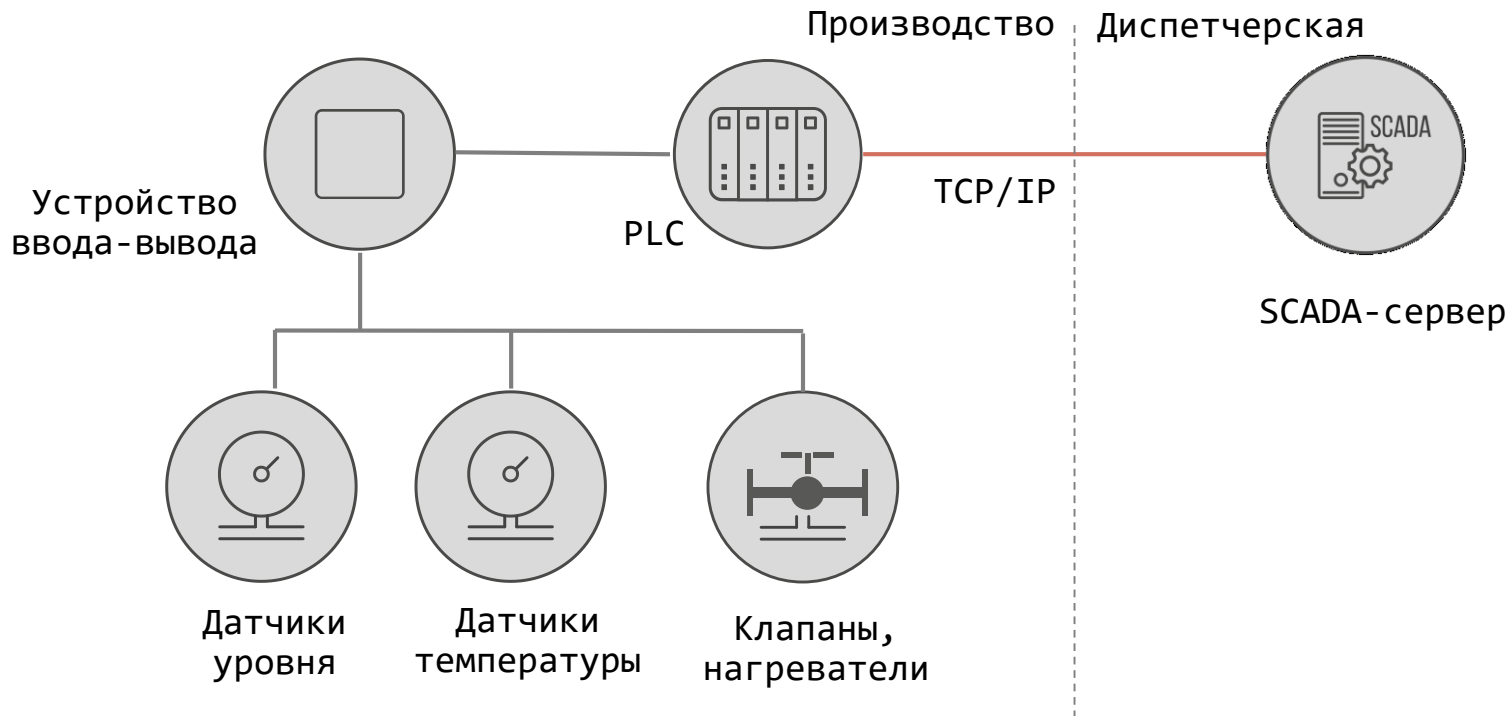 Производство
Диспетчерская
SCADA
Устройство
ввода-вывода
PLC
TCP/IP
SCADA-сервер
Датчики
уровня
Датчики
температуры
Клапаны,
нагреватели